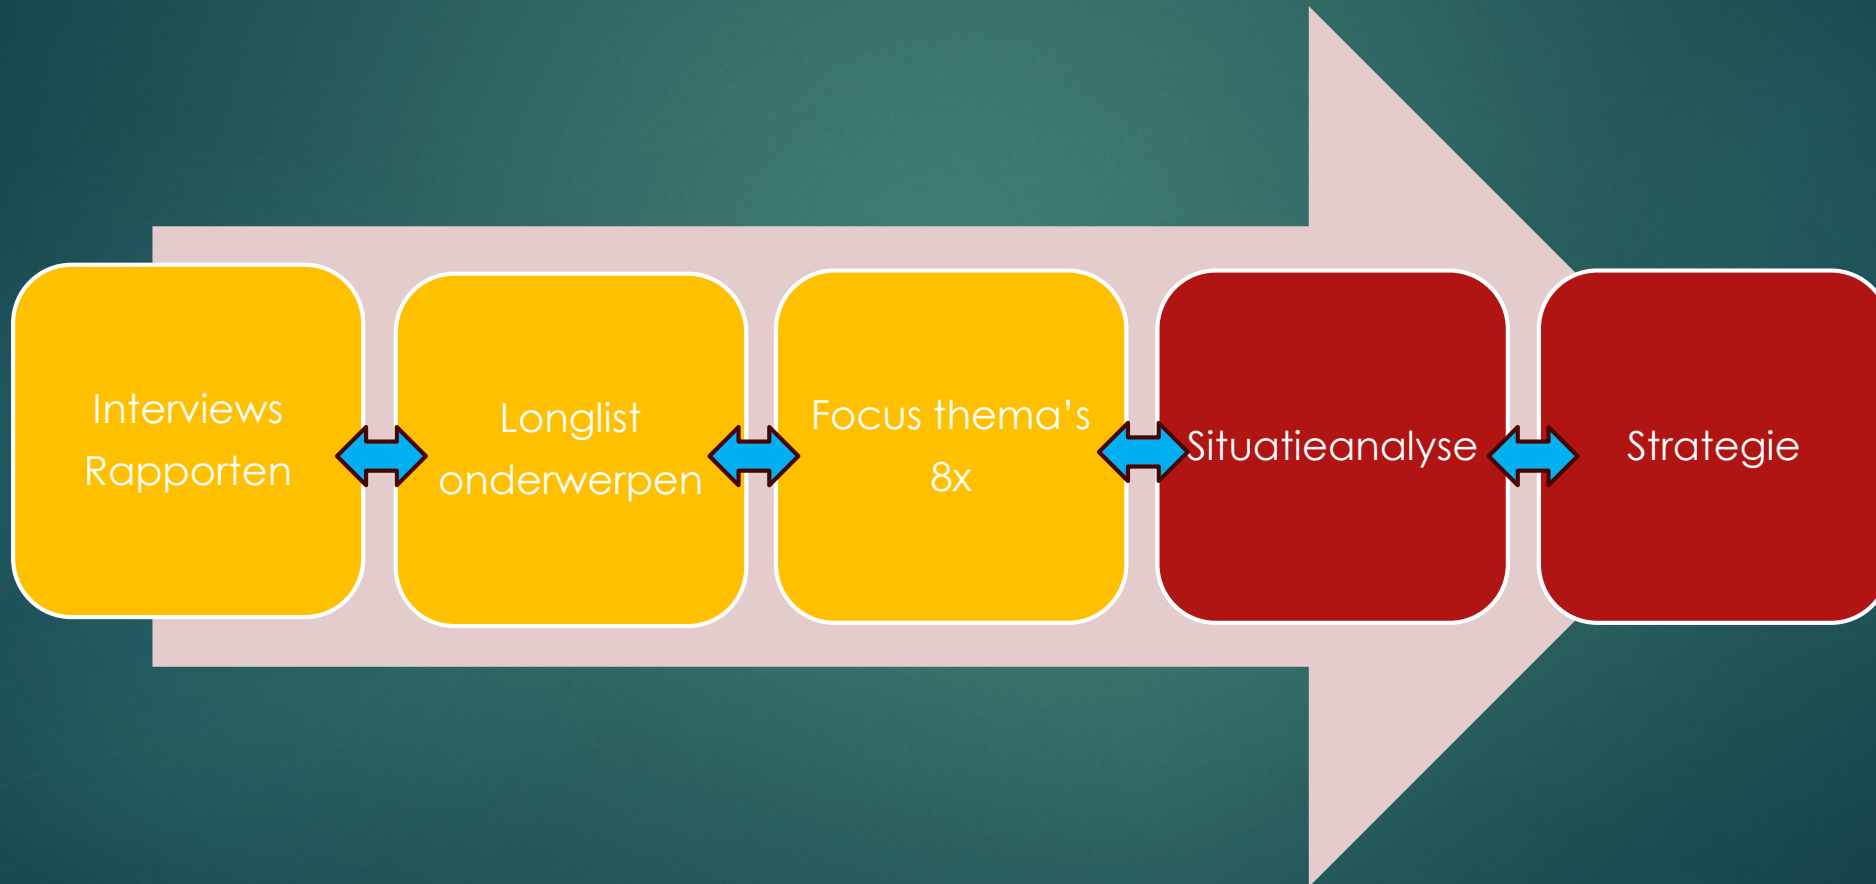 Interviews
Rapporten
Longlist
onderwerpen
Focus thema’s
8x
Situatieanalyse
Strategie